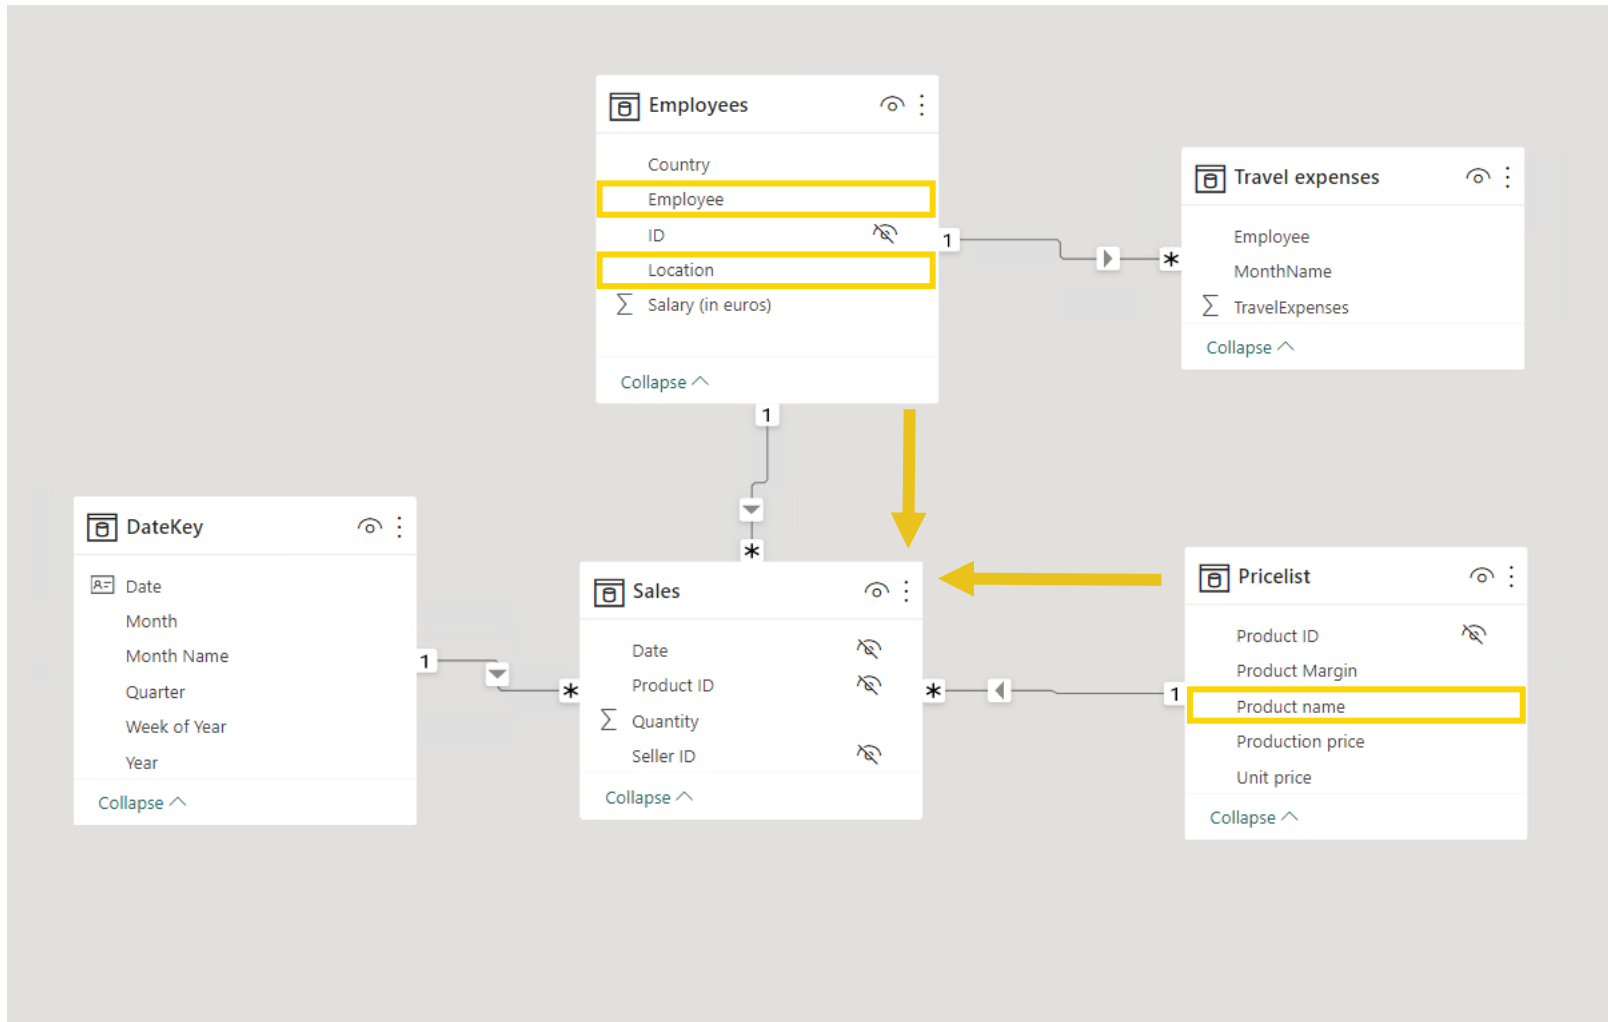 Employees
Country
Employee
ID
Location
Salary (in euros)
Collapse
1
1
*
Travel expenses
Employee
MonthName
TravelExpenses
Collapse
DateKey
Date
Month
Month Name
Quarter
Week of Year
Year
Collapse
1
*
*
Sales
Date
Product ID
Quantity
Seller ID
Collapse
*
1
Pricelist
Product ID
Product Margin
Product name
Production price
Unit price
Collapse